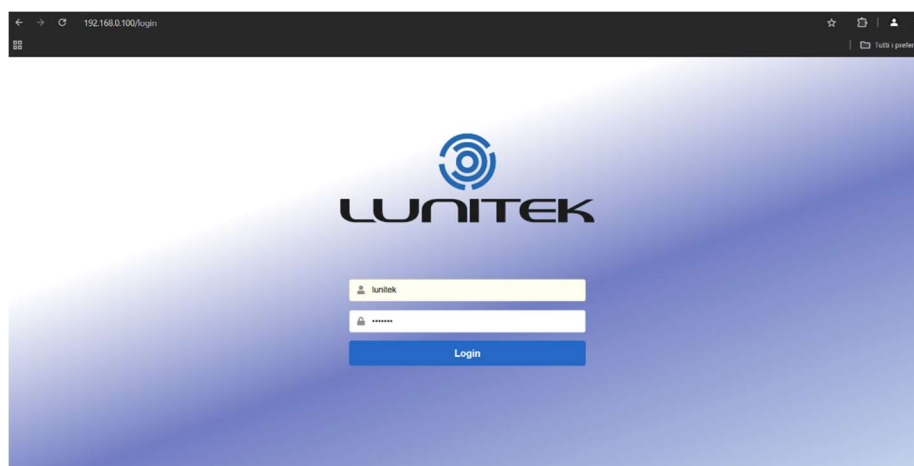 192.168.0.100/login
Tutti i prefer
LUNITEK
lunitek
•••••••
Login